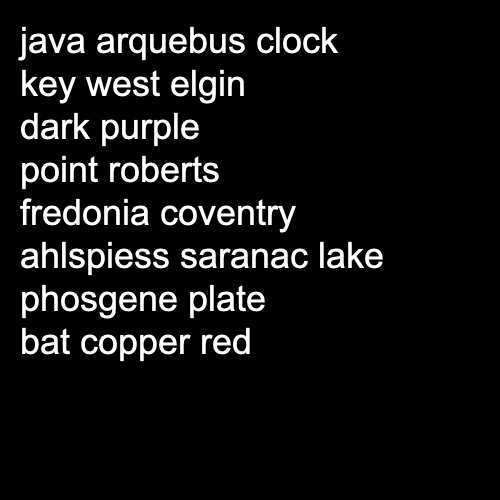 java arquebus clock
key west elgin
dark purple
point roberts
fredonia coventry
ahlspiess saranac lake
phosgene plate
bat copper red